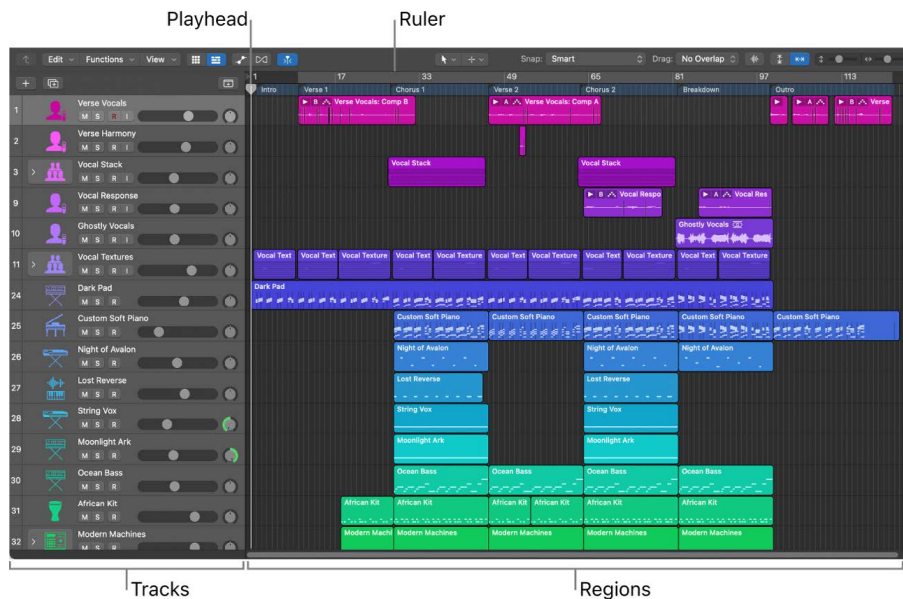 Playhead Ruler
Edit Functions View Snap: Smart Drag: No Overlap
1 17 33 49 65 81 97 113
Intro Verse 1 Chorus 1 Verse 2 Chorus 2 Breakdown Outro
1 Verse Vocals B Verse Vocals: Comp B A Verse Vocals: Comp A A B Verse
M S R I
2 Verse Harmony
M S R I
3 Vocal Stack Vocal Stack Vocal Stack
M S R I
9 Vocal Response B Vocal Respo A Vocal Res
M S R I
10 Ghostly Vocals Ghostly Vocals
M S R I
11 Vocal Textures Vocal Text Vocal Text Vocal Texture Vocal Text Vocal Texture Vocal Text Vocal Texture Vocal Text Vocal Texture Vocal Text Vocal Texture
M S R I
24 Dark Pad Dark Pad
M S R
25 Custom Soft Piano Custom Soft Piano Custom Soft Piano Custom Soft Piano Custom Soft Piano Custom Soft Piano
M S R
26 Night of Avalon Night of Avalon Night of Avalon Night of Avalon
M S R
27 Lost Reverse Lost Reverse Lost Reverse
M S R
28 String Vox String Vox String Vox
M S R
29 Moonlight Ark Moonlight Ark Moonlight Ark
M S R
30 Ocean Bass Ocean Bass Ocean Bass Ocean Bass Ocean Bass
M S R
31 African Kit African Kit African Kit African Kit African Kit African Kit African Kit
M S R
32 Modern Machines Modern Machi Modern Machines Modern Machines Modern Machines Modern Machines
M S R
Tracks Regions